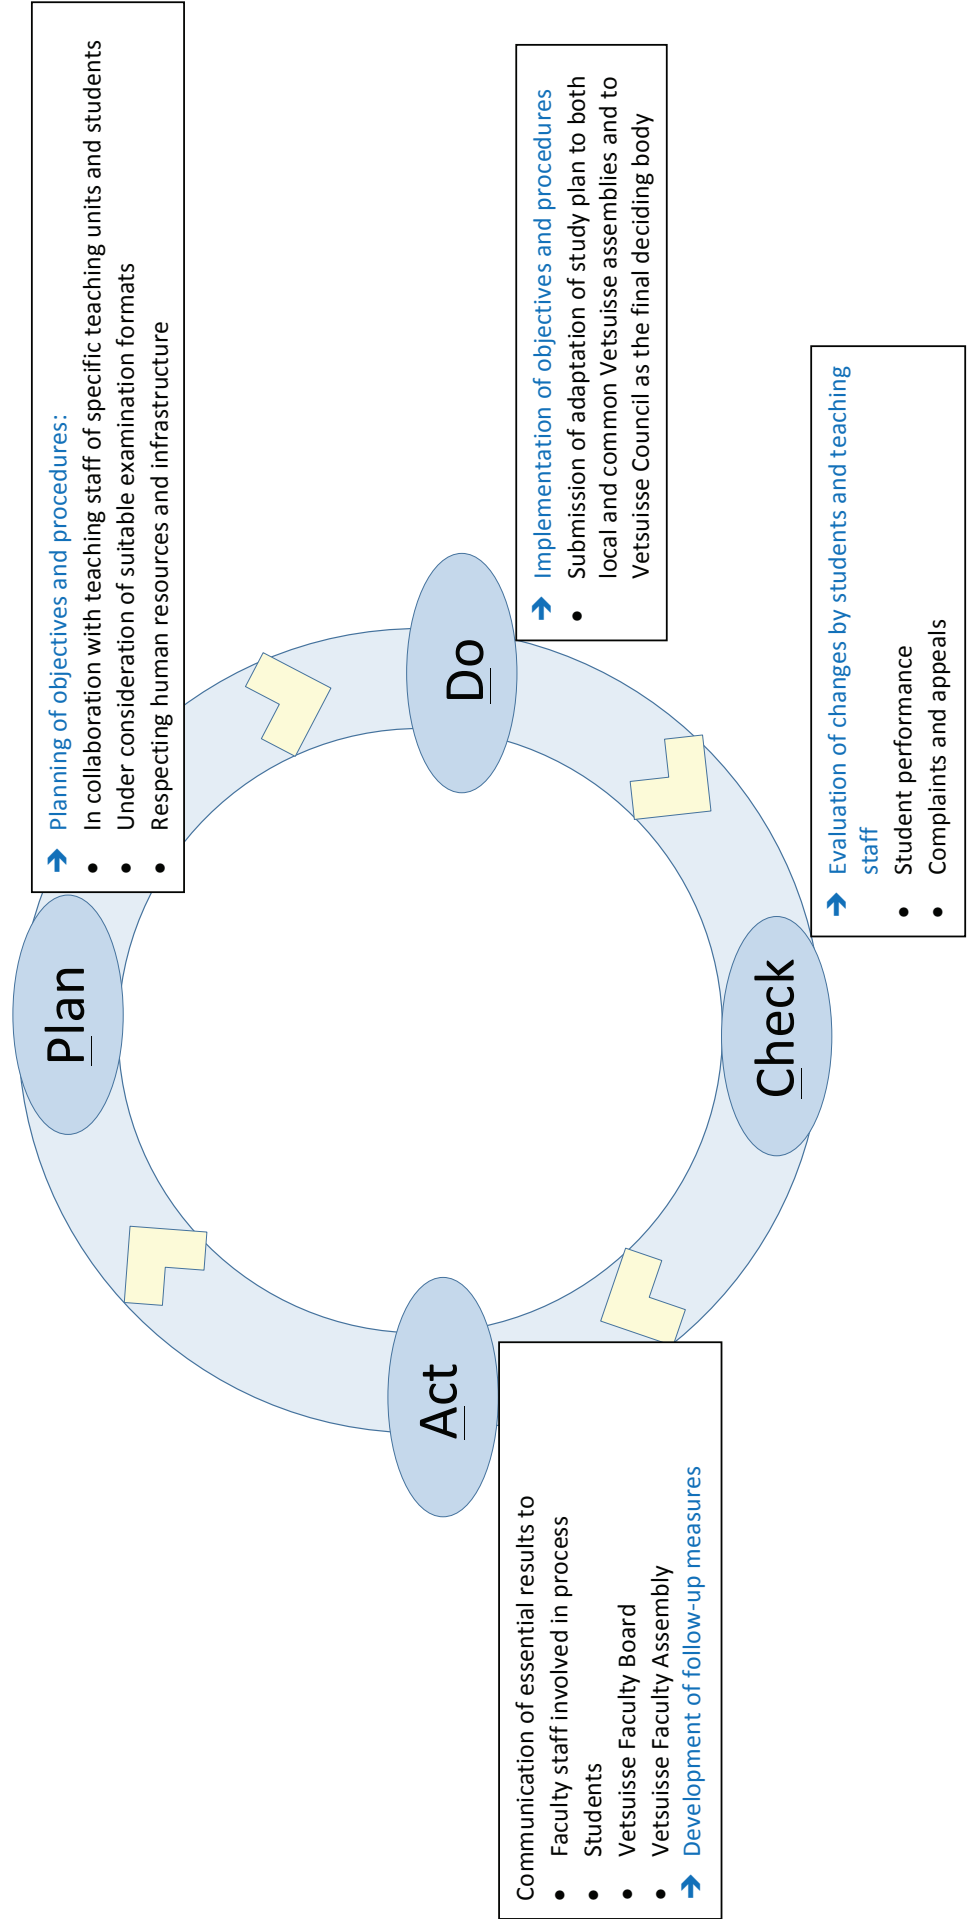 Plan
➔ Planning of objectives and procedures:
• In collaboration with teaching staff of specific teaching units and students
• Under consideration of suitable examination formats
• Respecting human resources and infrastructure
Do
➔ Implementation of objectives and procedures
• Submission of adaptation of study plan to both
local and common Vetsuisse assemblies and to
Vetsuisse Council as the final deciding body
Check
➔ Evaluation of changes by students and teaching
staff
• Student performance
• Complaints and appeals
Act
Communication of essential results to
• Faculty staff involved in process
• Students
• Vetsuisse Faculty Board
• Vetsuisse Faculty Assembly
➔ Development of follow-up measures